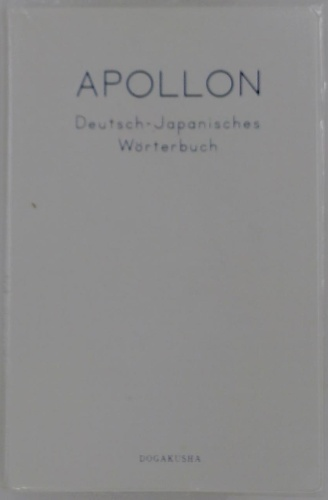 APOLLON
Deutsch-Japanisches
Wörterbuch
DOGAKUSHA